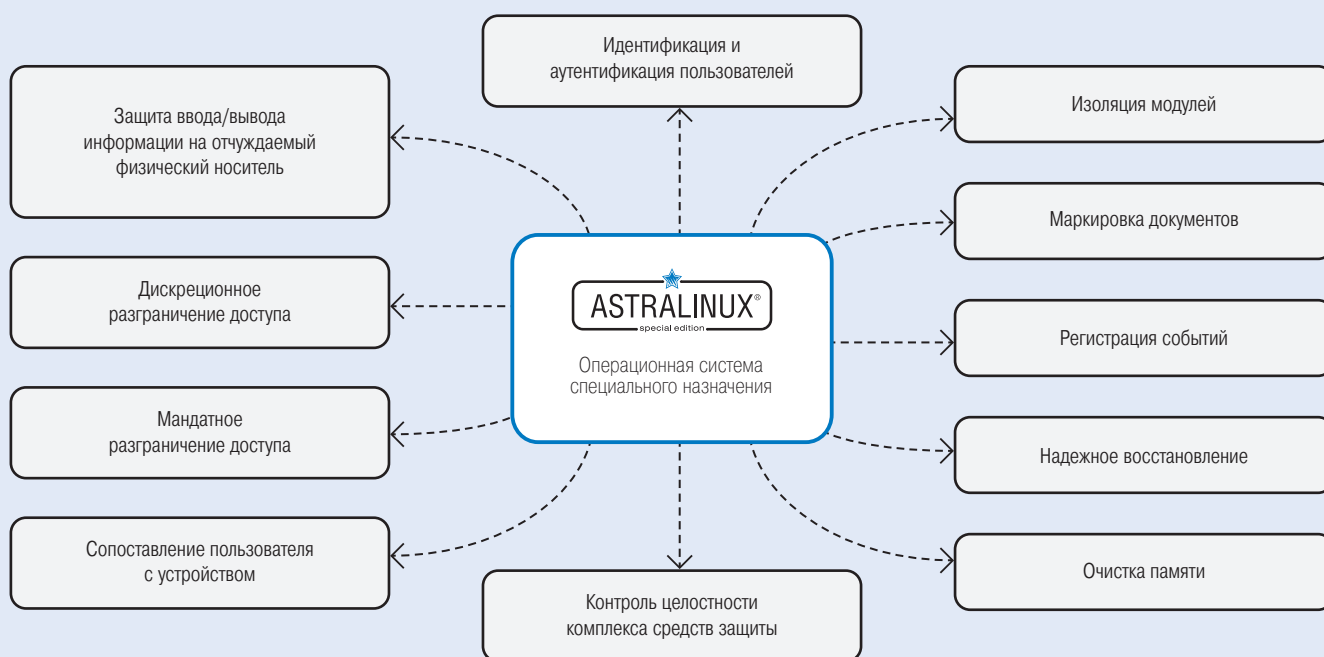 Идентификация и
аутентификация пользователей
Защита ввода/вывода
информации на отчуждаемый
физический носитель
Изоляция модулей
Маркировка документов
Дискреционное
разграничение доступа
ASTRALINUX®
special edition
Операционная система
специального назначения
Регистрация событий
Мандатное
разграничение доступа
Надежное восстановление
Сопоставление пользователя
с устройством
Очистка памяти
Контроль целостности
комплекса средств защиты